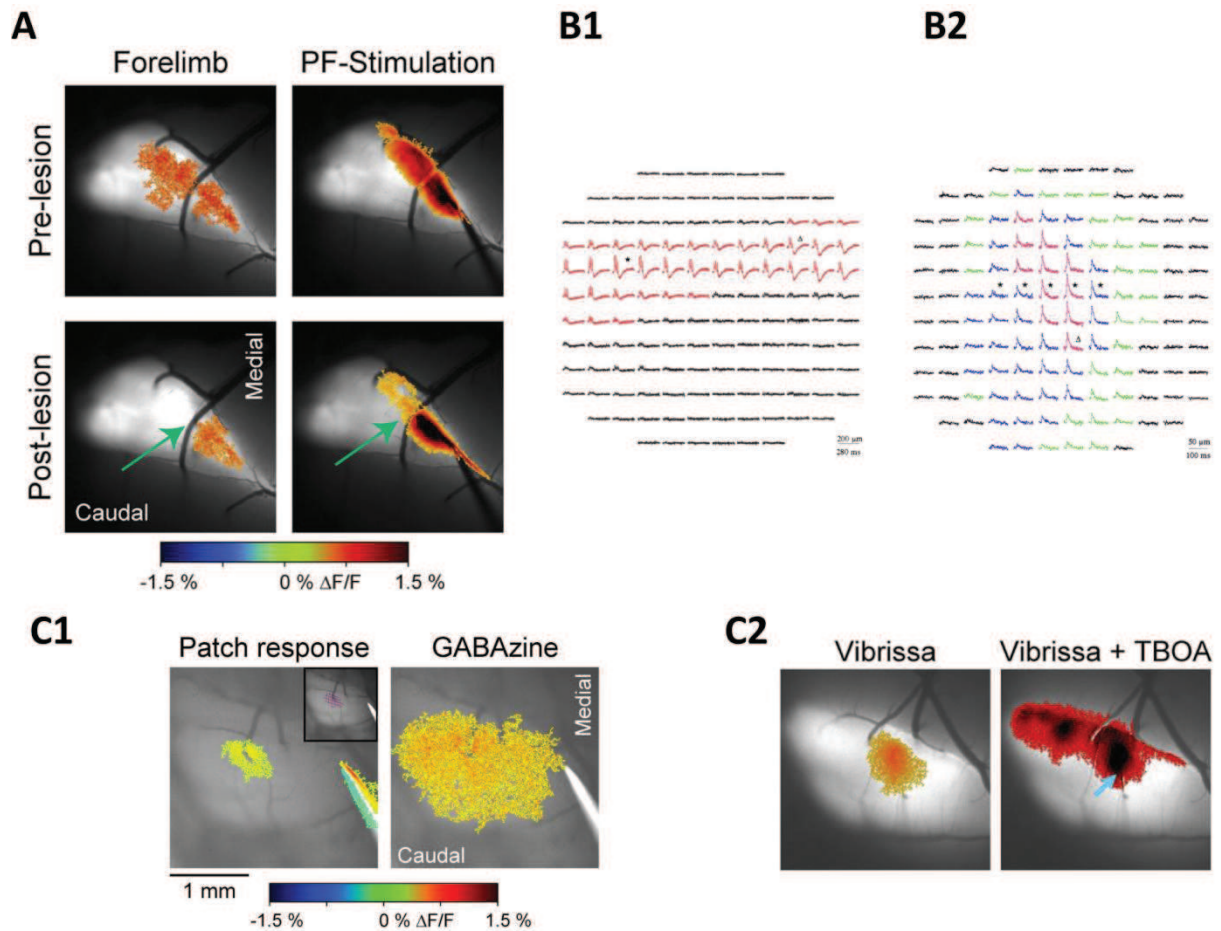 A
B1
B2
Forelimb
PF-Stimulation
Pre-lesion
Post-lesion
Medial
Caudal
-1.5 %
0 % ΔF/F
1.5 %
Δ
*
200 µm
280 ms
* * * * *
Δ
50 µm
100 ms
C1
C2
Patch response
GABAzine
Medial
Caudal
1 mm
-1.5 %
0 % ΔF/F
1.5 %
Vibrissa
Vibrissa + TBOA